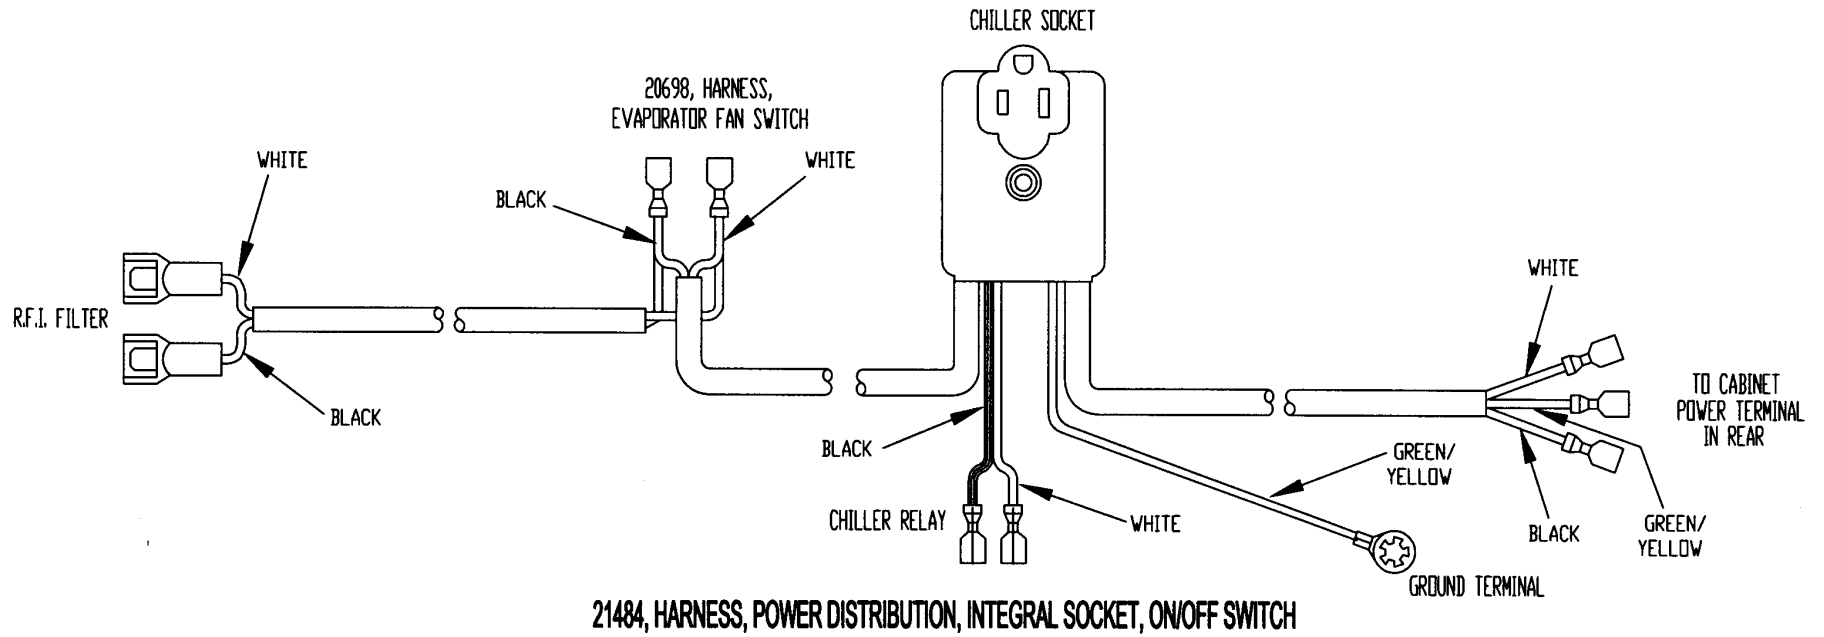 CHILLER SOCKET
20698, HARNESS,
EVAPORATOR FAN SWITCH
WHITE
BLACK
WHITE
R.F.I. FILTER
BLACK
WHITE
TO CABINET
POWER TERMINAL
IN REAR
BLACK
GREEN/
YELLOW
CHILLER RELAY
WHITE
BLACK
GREEN/
YELLOW
GROUND TERMINAL
21484, HARNESS, POWER DISTRIBUTION, INTEGRAL SOCKET, ON/OFF SWITCH